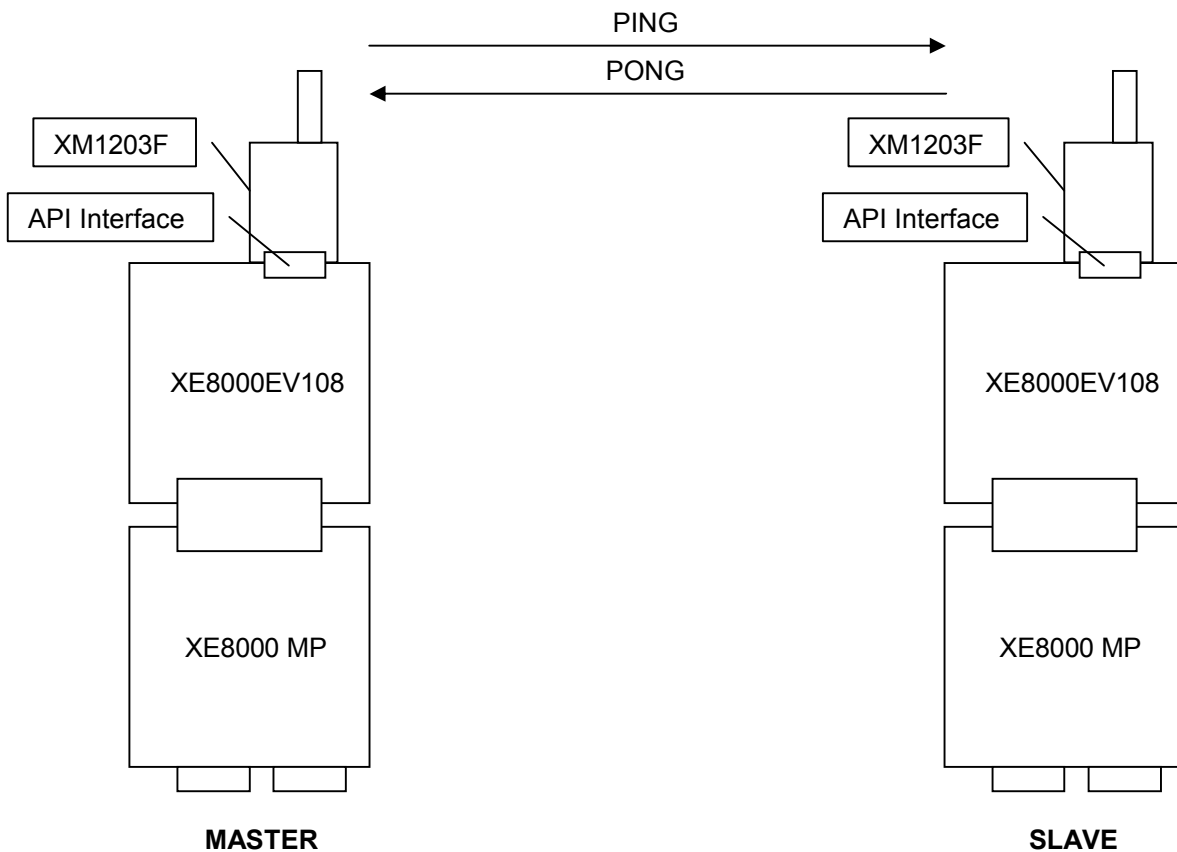 PING
PONG
XM1203F
XM1203F
API Interface
API Interface
XE8000EV108
XE8000EV108
XE8000 MP
XE8000 MP
MASTER
SLAVE